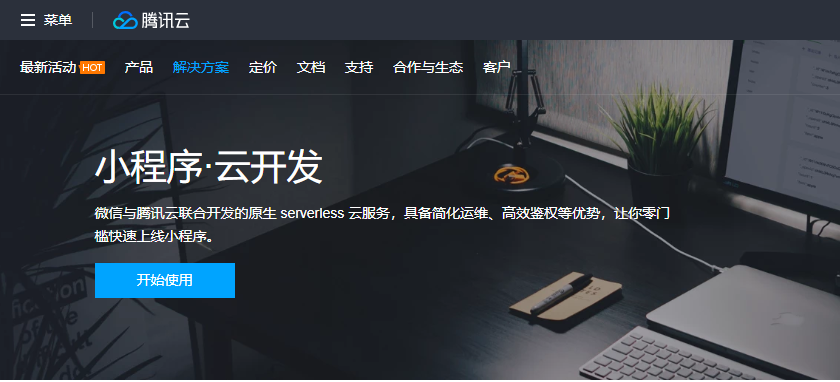 菜单
腾讯云
最新活动 HOT 产品 解决方案 定价 文档 支持 合作与生态 客户
小程序·云开发
微信与腾讯云联合开发的原生 serverless 云服务，具备简化运维、高效鉴权等优势，让你零门
槛快速上线小程序。
开始使用